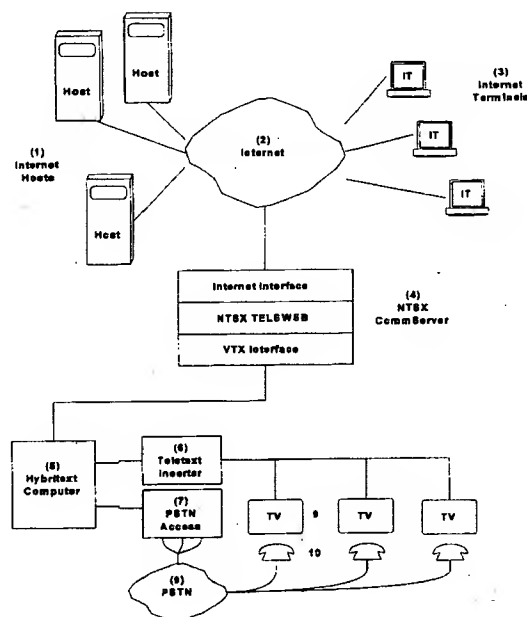 Host
Host
Host
(1)
Internet
Hosts
(2)
Internet
IT
IT
IT
(3)
Internet
Terminals
Internet Interface
NTSX TELSWEB
VTX Interface
(4)
NTSX
CommServer
(5)
Hybritext
Computer
(6)
Teletext
Inserter
(7)
PSTN
Access
TV
9
TV
TV
10
PSTN